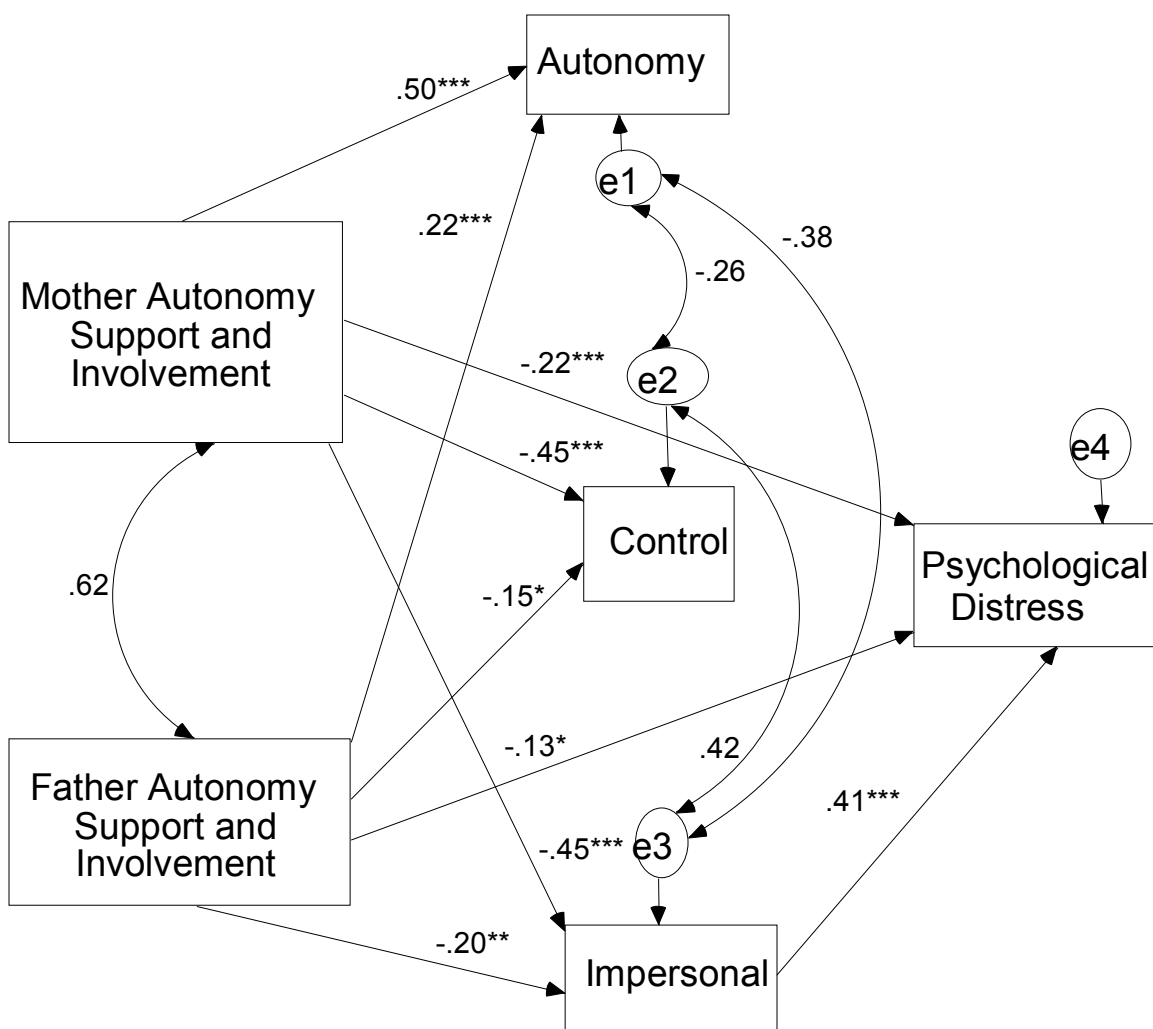 Autonomy
.50***
e1
.22***
-.38
-.26
Mother Autonomy
Support and
Involvement
-.22***
e2
-.45***
e4
Control
Psychological
Distress
.62
-.15*
-.13*
.42
Father Autonomy
Support and
Involvement
.41***
-.45***
e3
-.20**
Impersonal